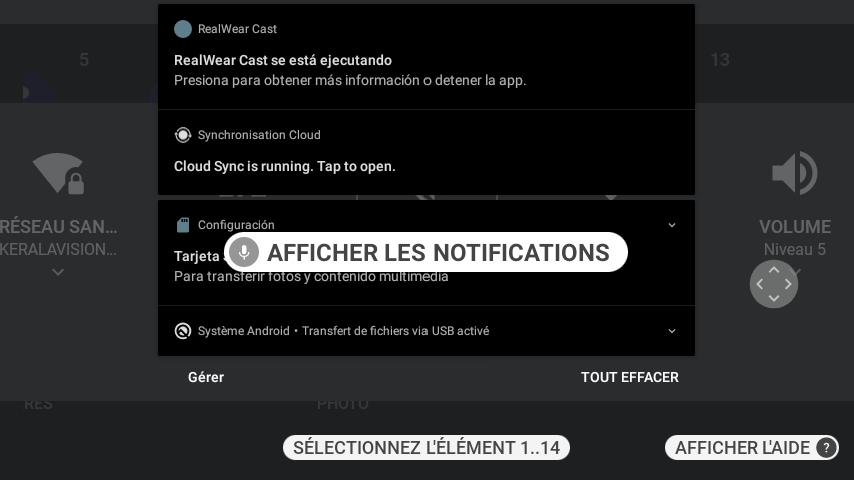 RealWear Cast
5
13
RealWear Cast se está ejecutando
Presiona para obtener más información o detener la app.
Synchronisation Cloud
Cloud Sync is running. Tap to open.
RÉSEAU SAN...
KERALAVISION...
VOLUME
Niveau 5
Configuración
AFFICHER LES NOTIFICATIONS
Tarjeta
Para transferir fotos y contenido multimedia
Système Android • Transfert de fichiers via USB activé
Gérer
TOUT EFFACER
RES
PHOTO
SÉLECTIONNEZ L'ÉLÉMENT 1..14
AFFICHER L'AIDE ?